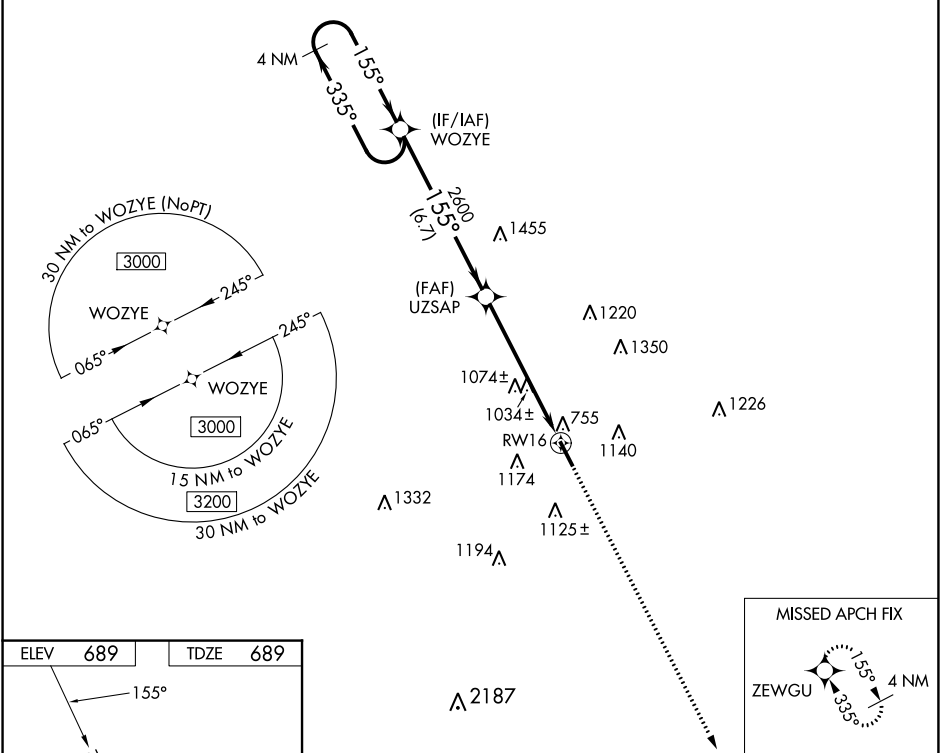 4 NM
155°
335°
(IF/IAF)
WOZYE
2600
155°
(6.7)
1455
30 NM to WOZYE (NoPT)
3000
245°
WOZYE
065°
(FAF)
UZSAP
1220
1350
245°
WOZYE
065°
3000
15 NM to WOZYE
3200
30 NM to WOZYE
1074±
1034±
755
1226
RW16
1140
1174
1332
1125±
1194
MISSED APCH FIX
ZEWGU
155°
335°
4 NM
ELEV 689
TDZE 689
155°
2187